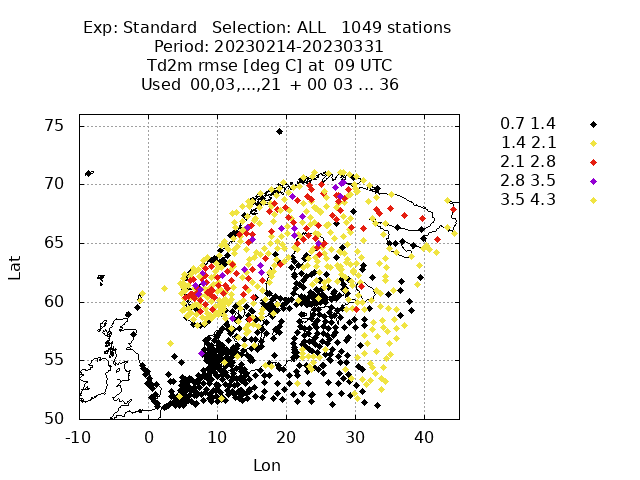 Exp: Standard   Selection: ALL   1049 stations
Period: 20230214-20230331
Td2m rmse [deg C] at  09 UTC
Used  00,03,...,21  + 00 03 ... 36
0.7 1.4
1.4 2.1
2.1 2.8
2.8 3.5
3.5 4.3
75
70
65
60
55
50
Lat
-10 0 10 20 30 40
Lon